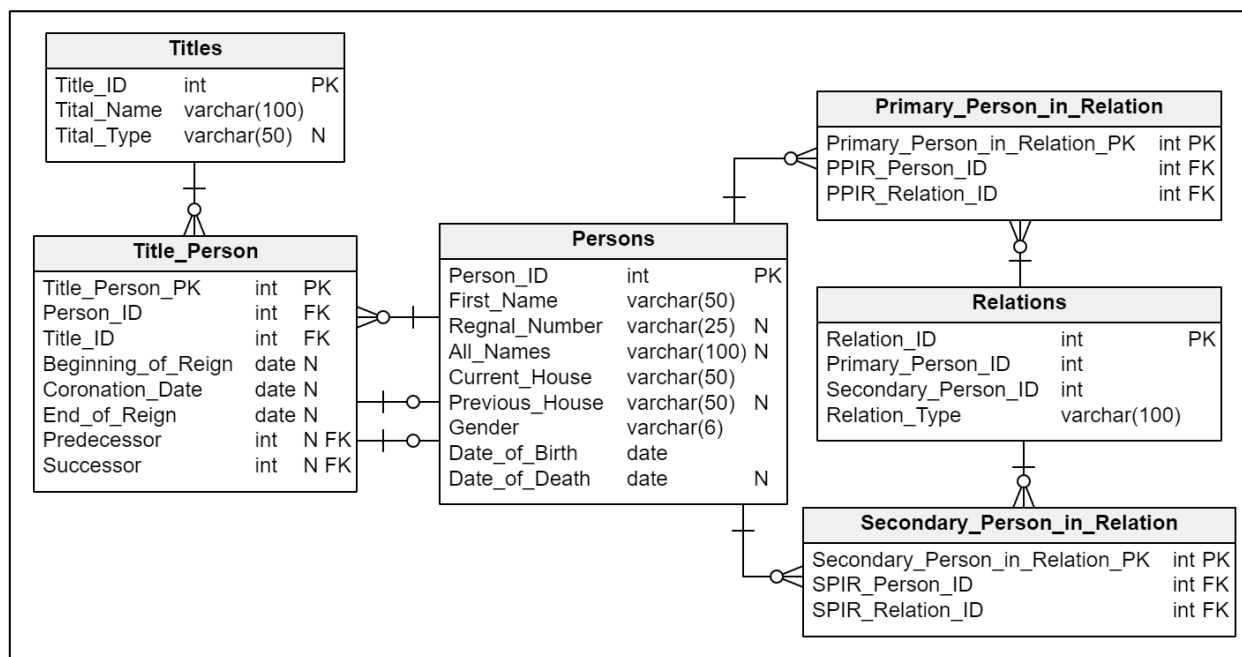 Titles
Title_ID int PK
Tital_Name varchar(100)
Tital_Type varchar(50) N
Title_Person
Title_Person_PK int PK
Person_ID int FK
Title_ID int FK
Beginning_of_Reign date N
Coronation_Date date N
End_of_Reign date N
Predecessor int N FK
Successor int N FK
Persons
Person_ID int PK
First_Name varchar(50)
Regnal_Number varchar(25) N
All_Names varchar(100) N
Current_House varchar(50)
Previous_House varchar(50) N
Gender varchar(6)
Date_of_Birth date
Date_of_Death date N
Primary_Person_in_Relation
Primary_Person_in_Relation_PK int PK
PPIR_Person_ID int FK
PPIR_Relation_ID int FK
Relations
Relation_ID int PK
Primary_Person_ID int
Secondary_Person_ID int
Relation_Type varchar(100)
Secondary_Person_in_Relation
Secondary_Person_in_Relation_PK int PK
SPIR_Person_ID int FK
SPIR_Relation_ID int FK